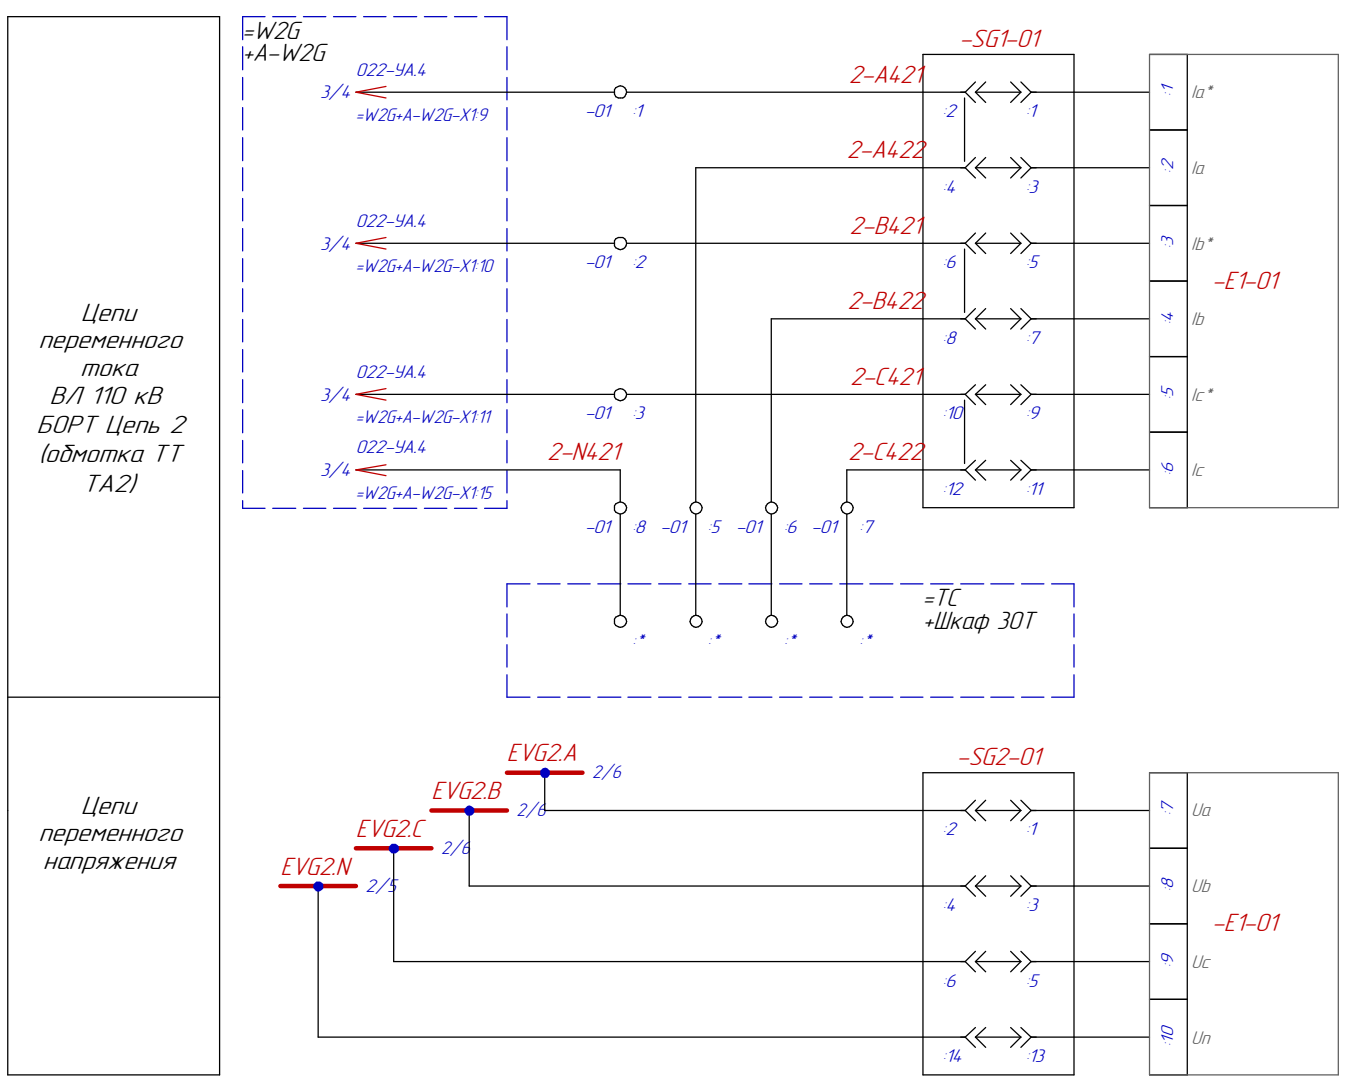 Цепи
переменного
тока
ВЛ 110 кВ
БОРТ Цепь 2
(обмотка ТТ
ТА2)
=W2G
+A-W2G
022-УА.4
3/4
=W2G+A-W2G-X1:9
-01 :1
2-A421
-SG1-01
:2 :1
:1 Ia*
2-A422
:4 :3
:2 Ia
022-УА.4
3/4
=W2G+A-W2G-X1:10
-01 :2
2-B421
:6 :5
:3 Ib*
-E1-01
2-B422
:8 :7
:4 Ib
022-УА.4
3/4
=W2G+A-W2G-X1:11
-01 :3
2-C421
:10 :9
:5 Ic*
022-УА.4
3/4
=W2G+A-W2G-X1:15
2-N421
2-C422
:12 :11
:6 Ic
-01 :8 -01 :5 -01 :6 -01 :7
=ТС
+Шкаф ЗОТ
:* :* :* :*
Цепи
переменного
напряжения
EVG2.A
2/6
EVG2.B
2/6
EVG2.C
2/6
EVG2.N
2/5
-SG2-01
:2 :1
:7 Ua
:4 :3
:8 Ub
-E1-01
:6 :5
:9 Uc
:14 :13
:10 Un